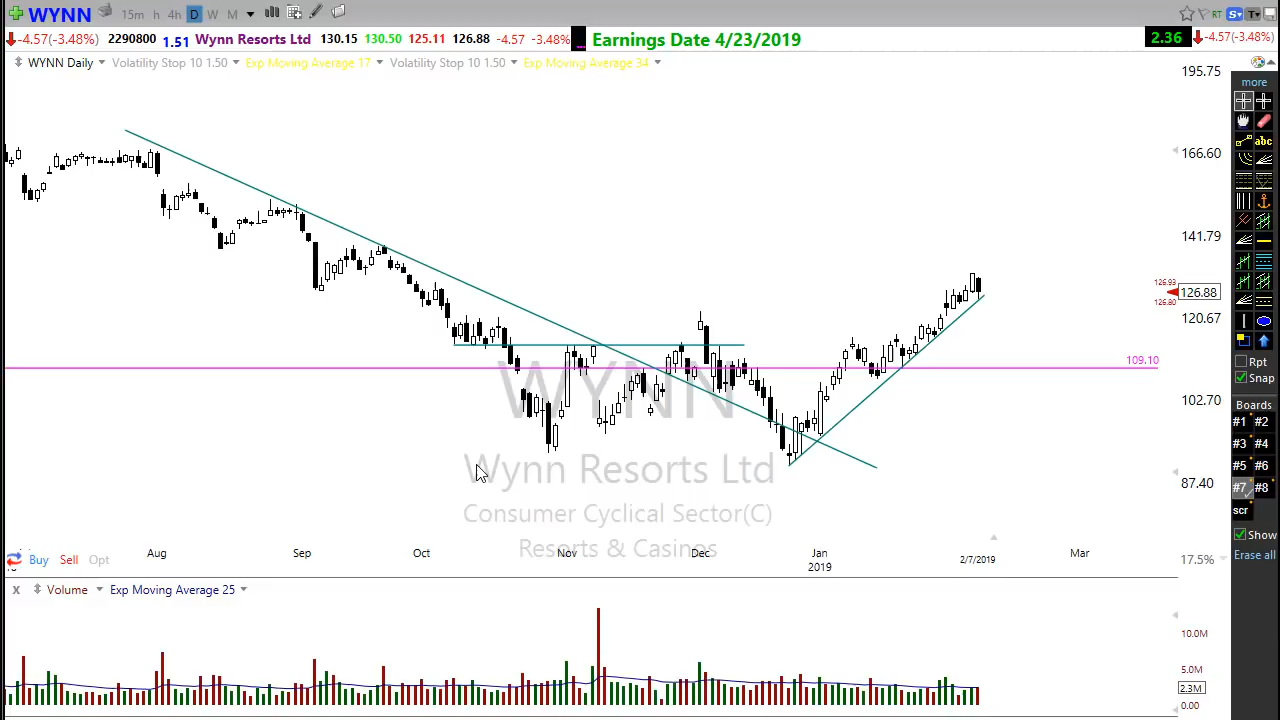 WYNN 15m h 4h D W M RT S T
-4.57(-3.48%) 2290800 1.51 Wynn Resorts Ltd 130.15 130.50 125.11 126.88 -4.57 -3.48% Earnings Date 4/23/2019 2.36 -4.57(-3.48%)
WYNN Daily Volatility Stop 10 1.50 Exp Moving Average 17 Volatility Stop 10 1.50 Exp Moving Average 34
195.75
more
166.60
abc
141.79
126.93
126.88
126.80
120.67
109.10
Rpt
Snap
WYNN
102.70
Boards
#1 #2
#3 #4
Wynn Resorts Ltd
#5 #6
87.40
#7 #8
Consumer Cyclical Sector(C)
scr
Resorts & Casinos
Show
Buy Sell Opt
Aug Sep Oct Nov Dec Jan Mar
2019 2/7/2019
17.5%
Erase all
X Volume Exp Moving Average 25
10.0M
5.0M
2.3M
0.00